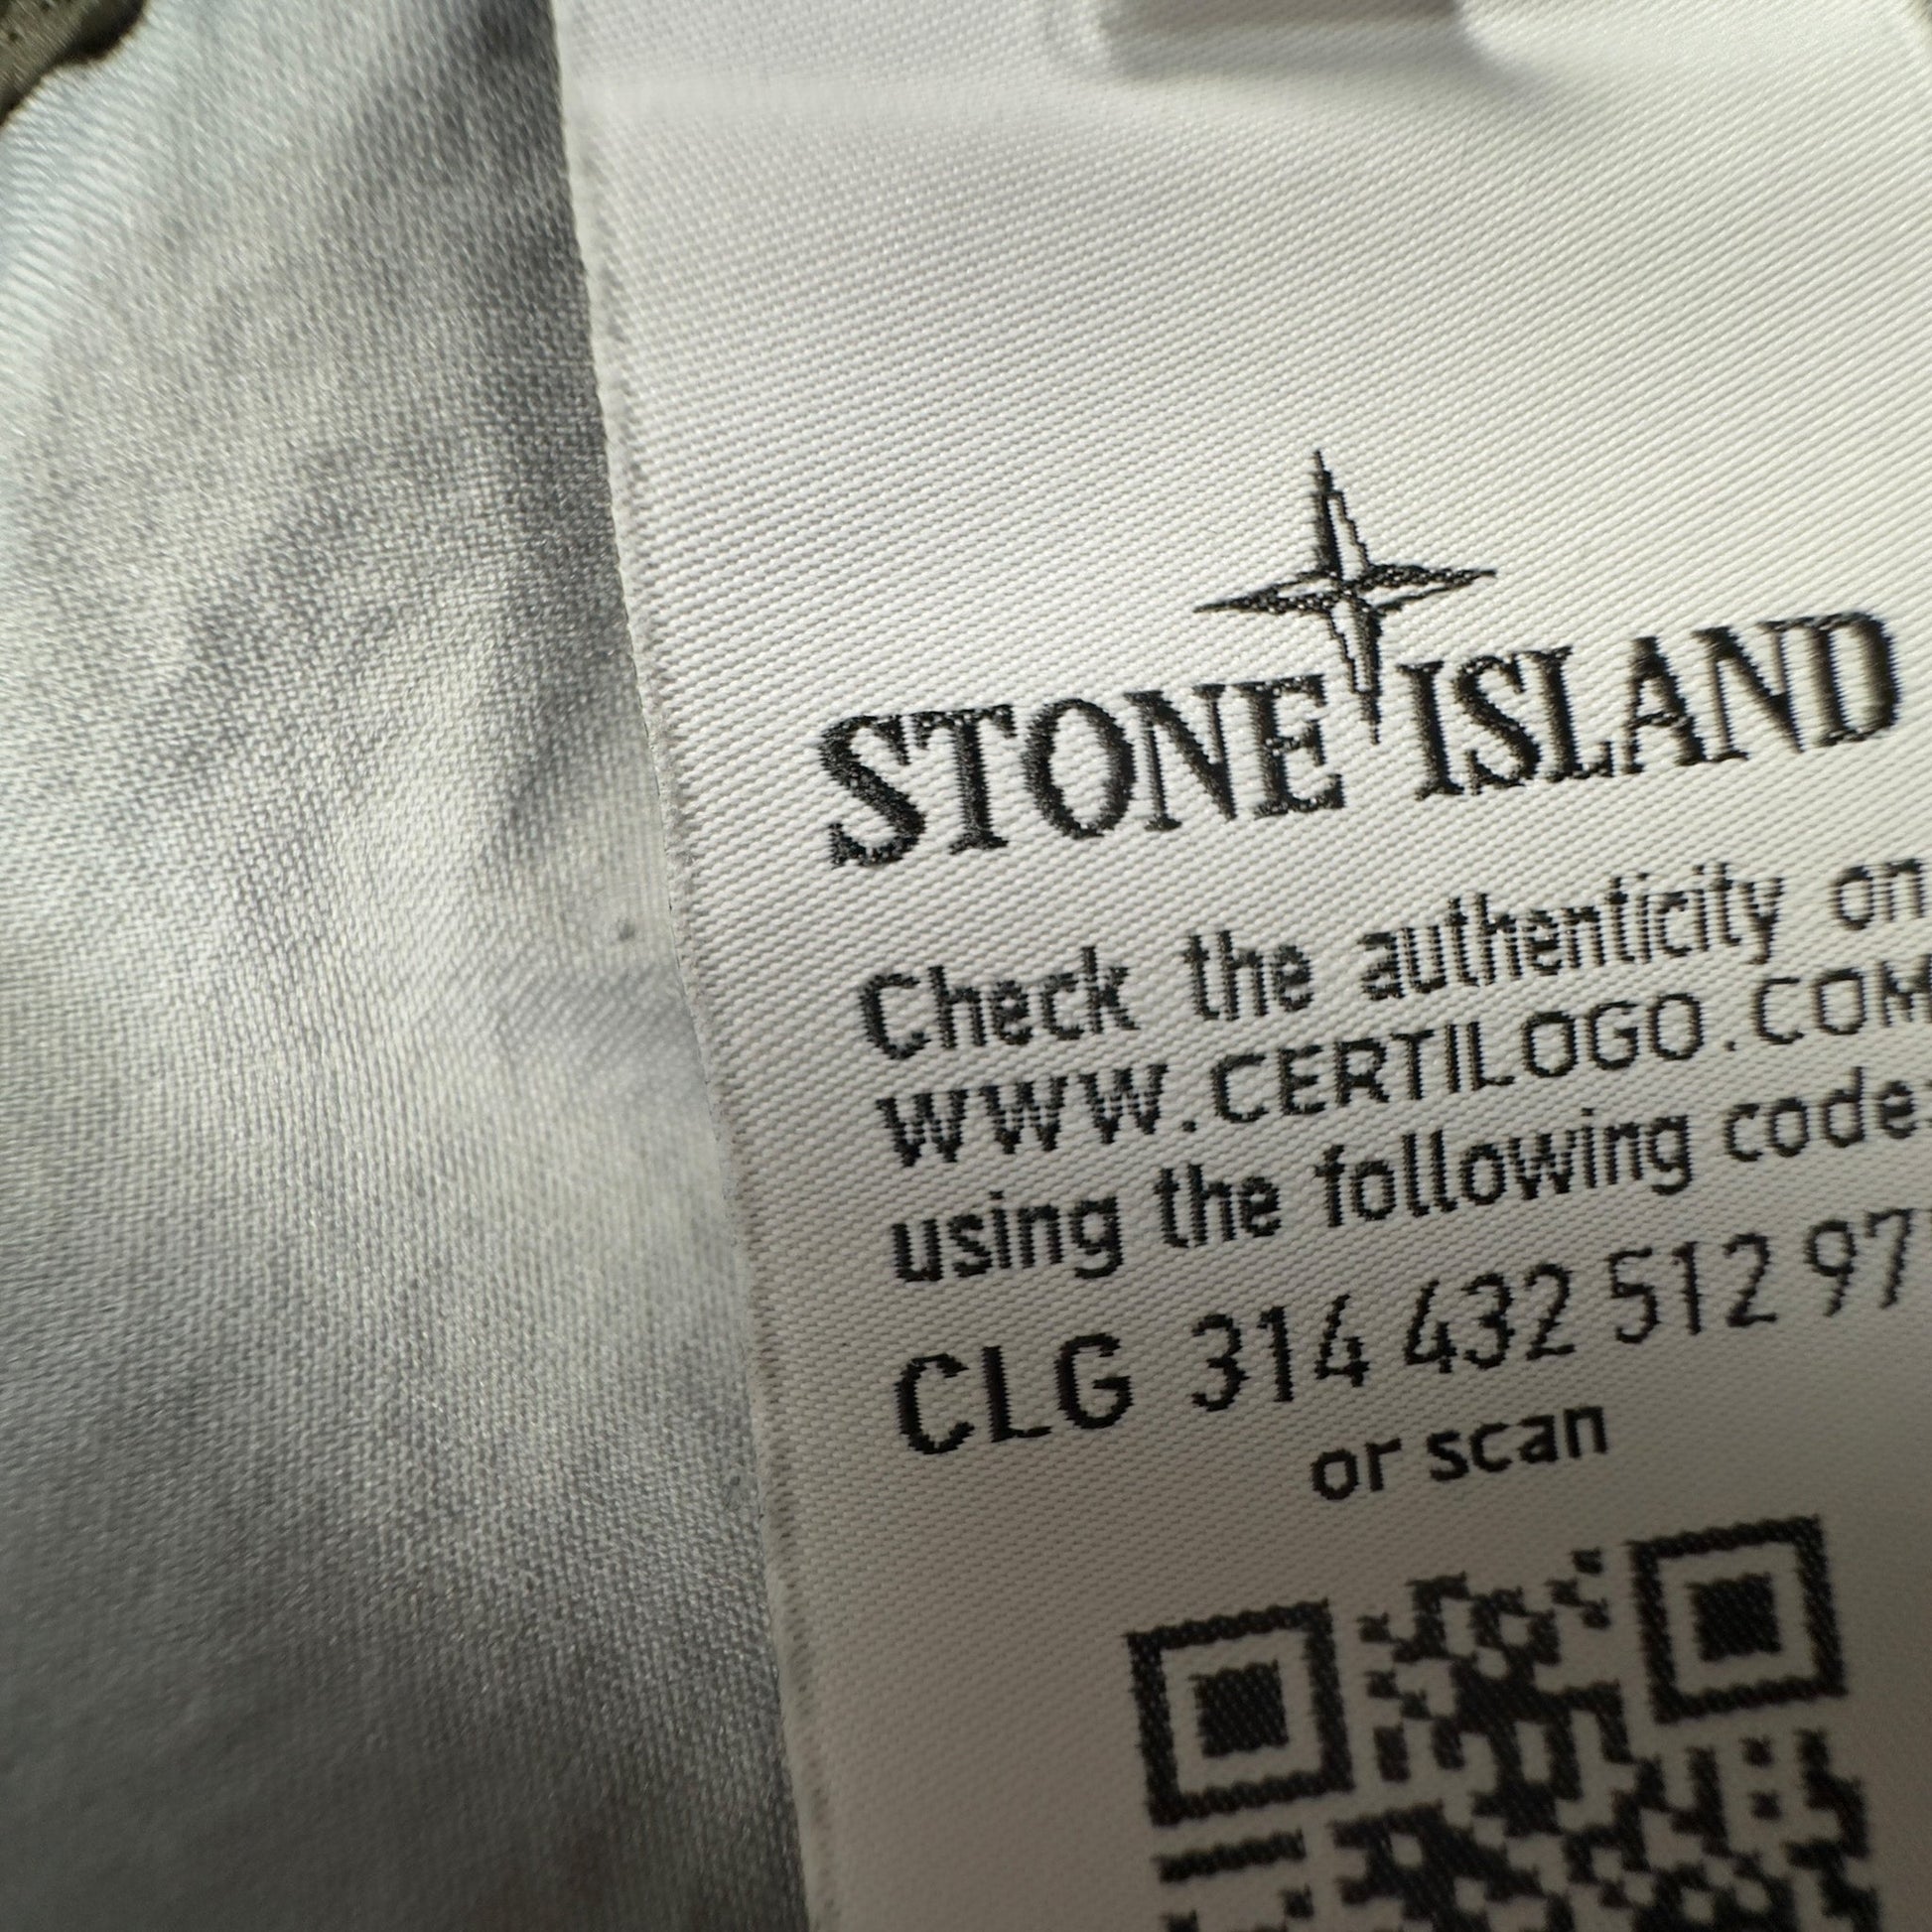 STONE ISLAND
Check the authenticity on
WWW.CERTILOGO.COM
using the following code
CLG 314 432 512 97
or scan